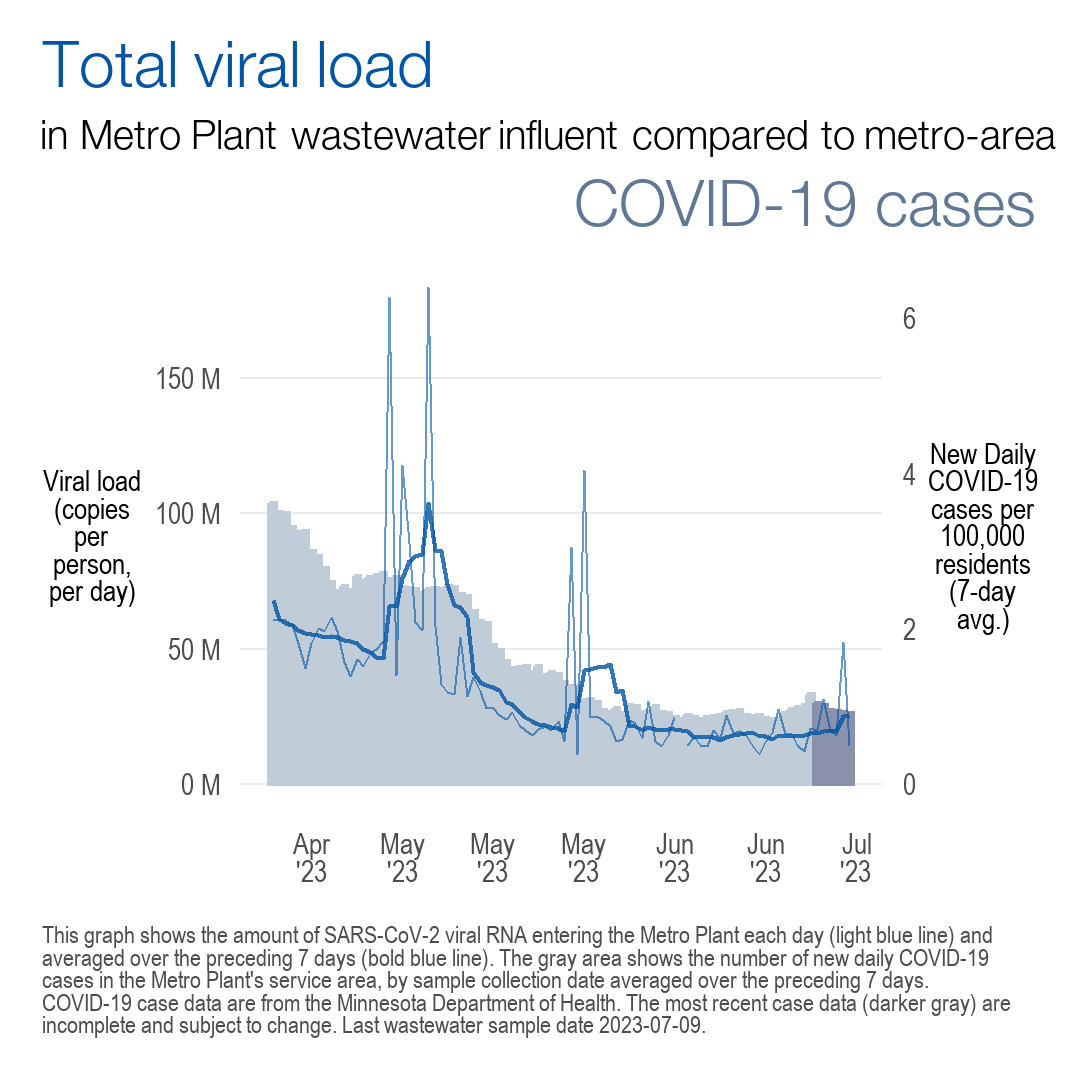 Total viral load
in Metro Plant wastewater influent compared to metro-area
COVID-19 cases
6
150 M
4
100 M
50 M
2
0 M
0
Viral load
(copies
per
person,
per day)
New Daily
COVID-19
cases per
100,000
residents
(7-day
avg.)
Apr
'23
May
'23
May
'23
May
'23
Jun
'23
Jun
'23
Jul
'23
This graph shows the amount of SARS-CoV-2 viral RNA entering the Metro Plant each day (light blue line) and
averaged over the preceding 7 days (bold blue line). The gray area shows the number of new daily COVID-19
cases in the Metro Plant's service area, by sample collection date averaged over the preceding 7 days.
COVID-19 case data are from the Minnesota Department of Health. The most recent case data (darker gray) are
incomplete and subject to change. Last wastewater sample date 2023-07-09.